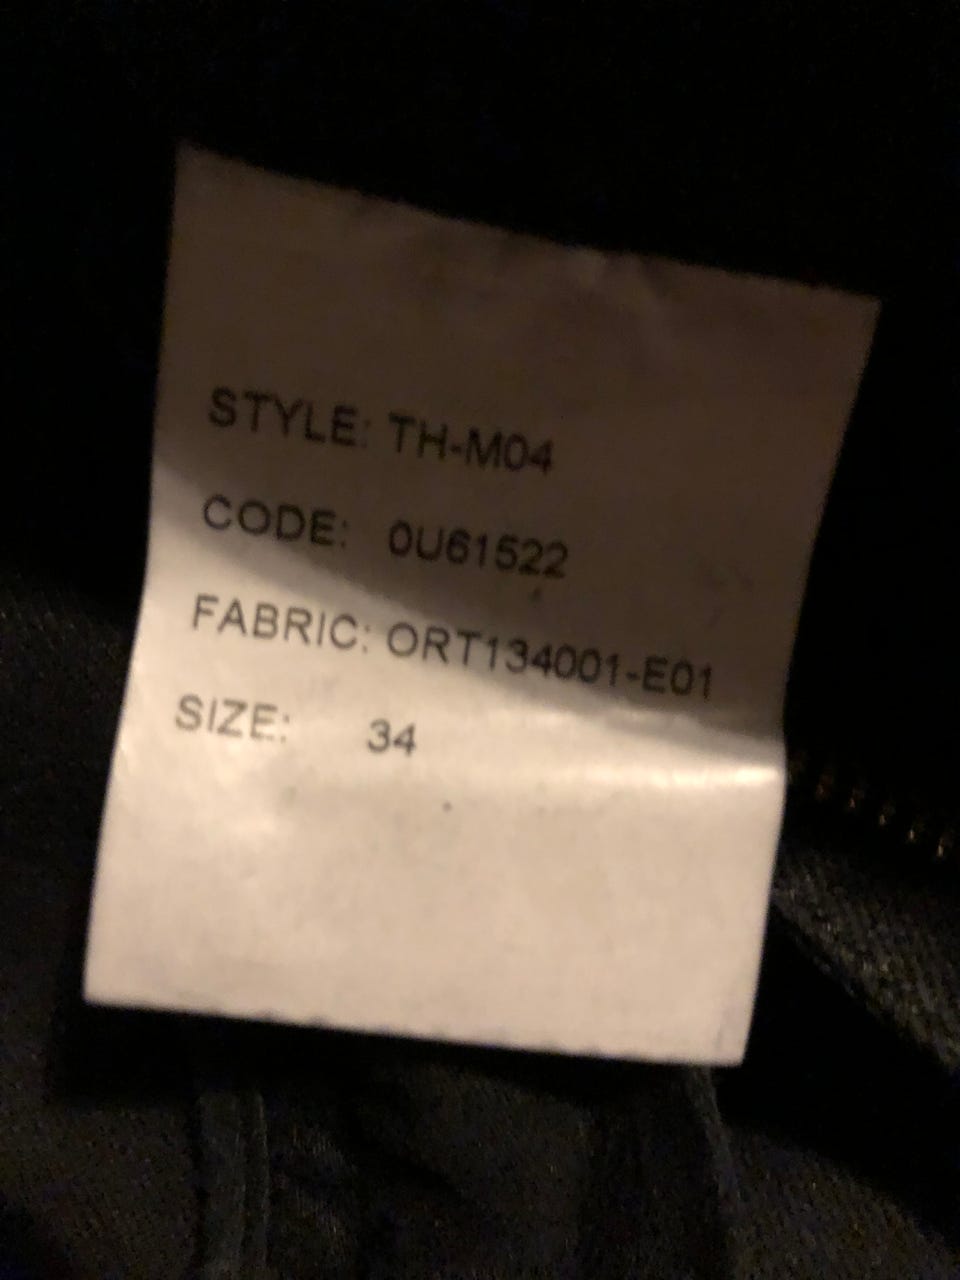 STYLE: TH-M04
CODE: 0U61522
FABRIC: ORT134001-E01
SIZE: 34